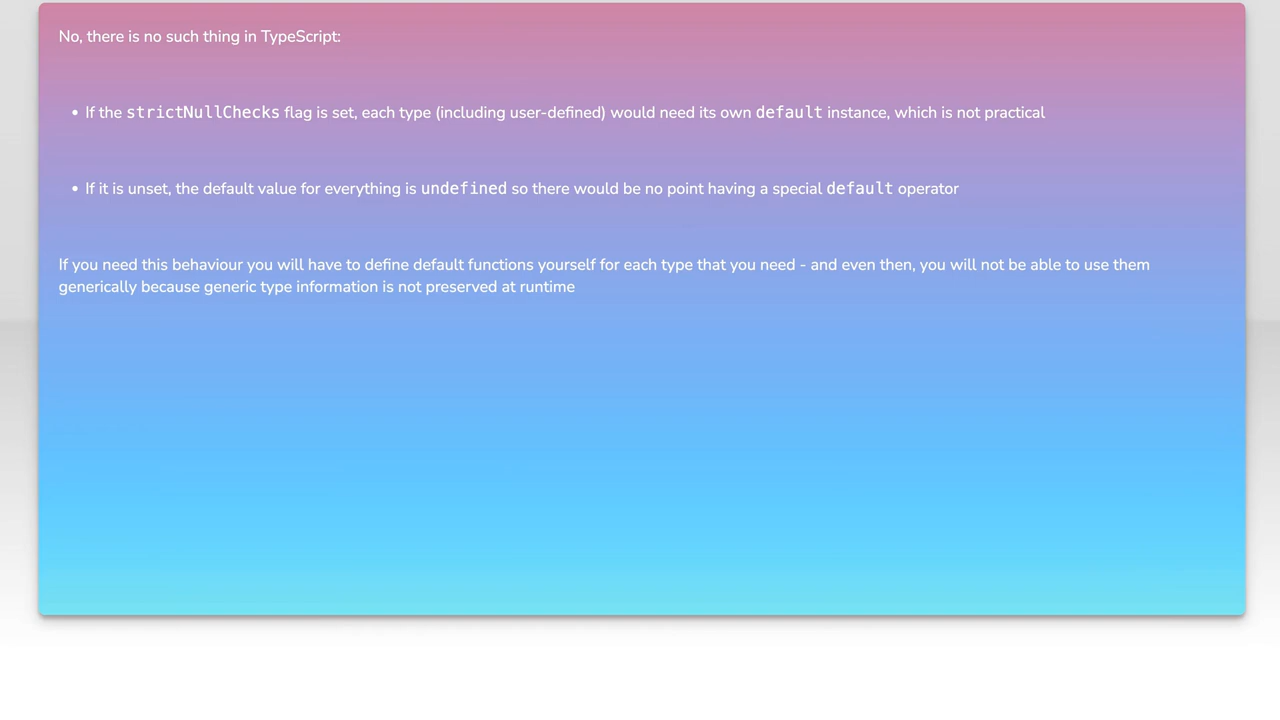 No, there is no such thing in TypeScript:
• If the strictNullChecks flag is set, each type (including user-defined) would need its own default instance, which is not practical
• If it is unset, the default value for everything is undefined so there would be no point having a special default operator
If you need this behaviour you will have to define default functions yourself for each type that you need - and even then, you will not be able to use them
generically because generic type information is not preserved at runtime